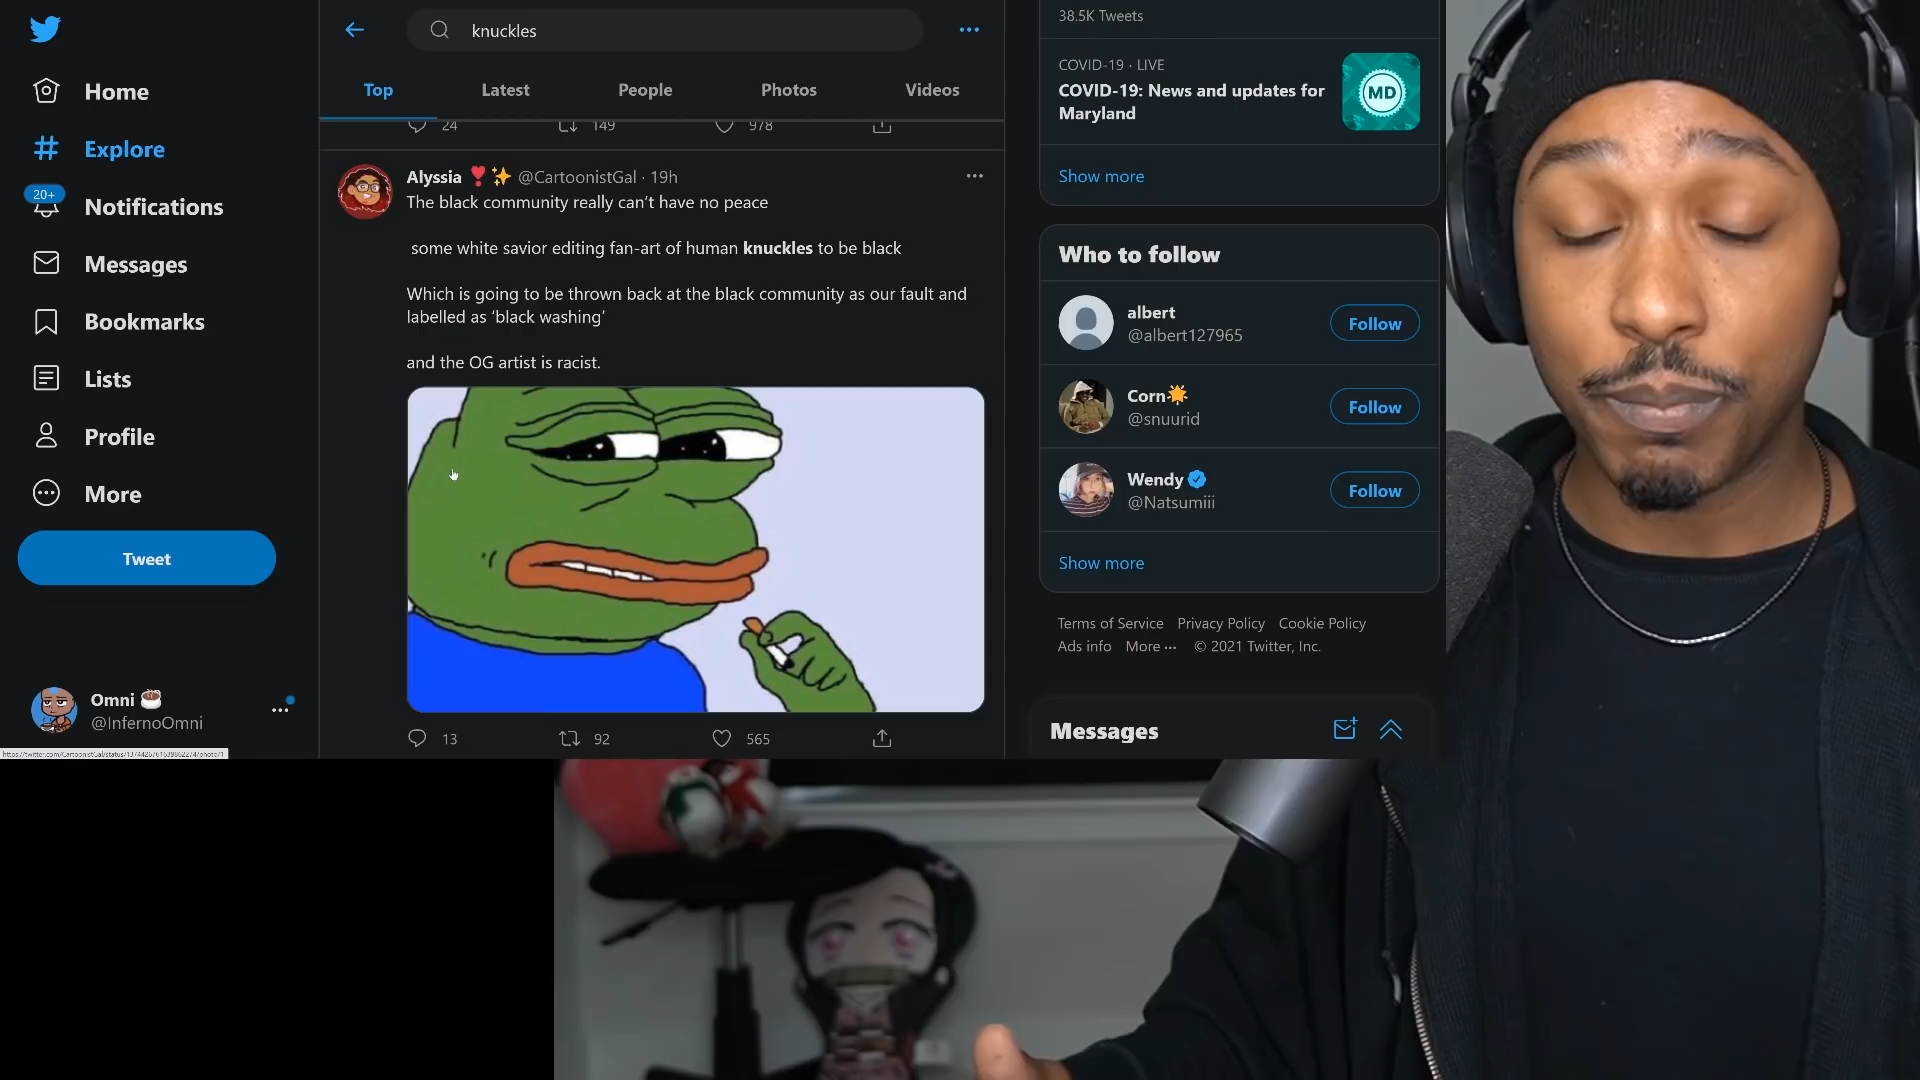 knuckles
Top
Latest
People
Photos
Videos
Home
Explore
20+
Notifications
Messages
Bookmarks
Lists
Profile
More
Tweet
Omni
@InfernoOmni
24
149
978
Alyssia @CartoonistGal · 19h
The black community really can't have no peace
some white savior editing fan-art of human knuckles to be black
Which is going to be thrown back at the black community as our fault and
labelled as 'black washing'
and the OG artist is racist.
13
92
565
38.5K Tweets
COVID-19 · LIVE
COVID-19: News and updates for
Maryland
MD
Show more
Who to follow
albert
@albert127965
Follow
Corn
@snuurid
Follow
Wendy
@Natsumiii
Follow
Show more
Terms of Service Privacy Policy Cookie Policy
Ads info More ··· © 2021 Twitter, Inc.
Messages